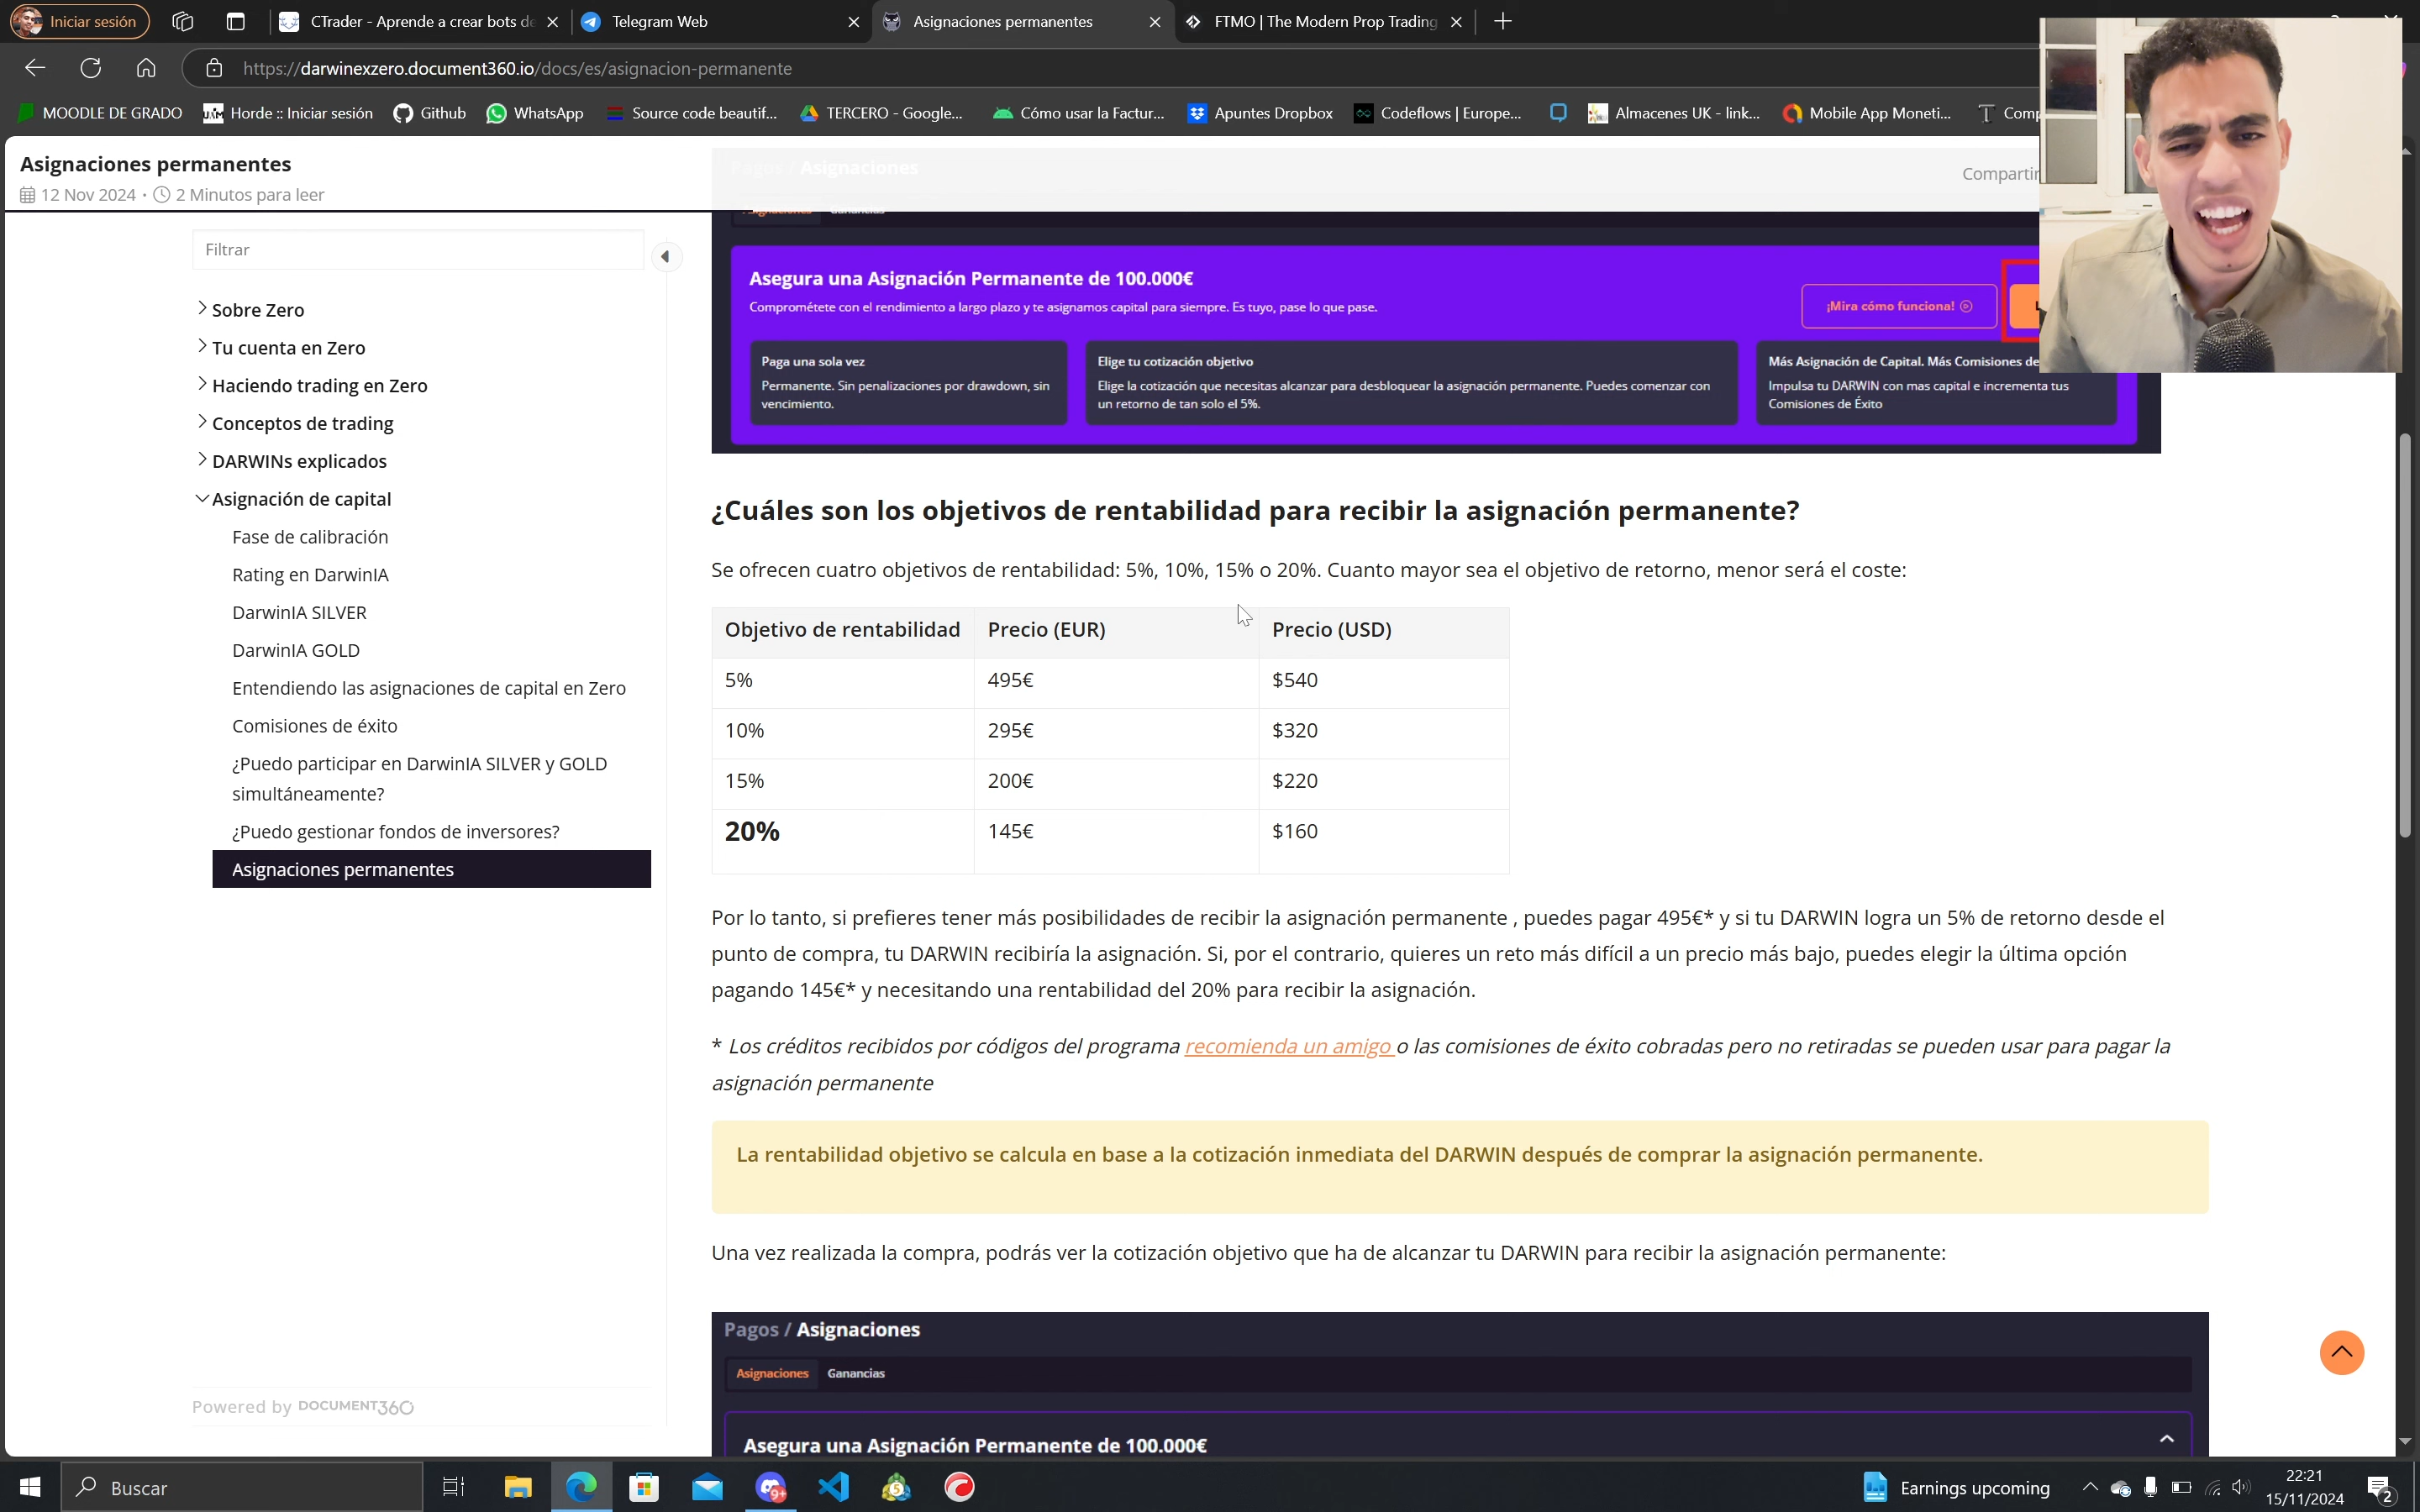 Iniciar sesión
CTrader - Aprende a crear bots de
Telegram Web
Asignaciones permanentes
FTMO | The Modern Prop Trading
https://darwinexzero.document360.io/docs/es/asignacion-permanente
MOODLE DE GRADO
Horde :: Iniciar sesión
Github
WhatsApp
Source code beautif...
TERCERO - Google...
Cómo usar la Factur...
Apuntes Dropbox
Codeflows | Europe...
Almacenes UK - link...
Mobile App Moneti...
Asignaciones permanentes
12 Nov 2024 · 2 Minutos para leer
Compartir
Filtrar
Sobre Zero
Tu cuenta en Zero
Haciendo trading en Zero
Conceptos de trading
DARWINs explicados
Asignación de capital
Fase de calibración
Rating en DarwinIA
DarwinIA SILVER
DarwinIA GOLD
Entendiendo las asignaciones de capital en Zero
Comisiones de éxito
¿Puedo participar en DarwinIA SILVER y GOLD
simultáneamente?
¿Puedo gestionar fondos de inversores?
Asignaciones permanentes
Powered by DOCUMENT360
Pagos / Asignaciones
Asignaciones Ganancias
Asegura una Asignación Permanente de 100.000€
Comprométete con el rendimiento a largo plazo y te asignamos capital para siempre. Es tuyo, pase lo que pase.
¡Mira cómo funciona!
Paga una sola vez
Permanente. Sin penalizaciones por drawdown, sin
vencimiento.
Elige tu cotización objetivo
Elige la cotización que necesitas alcanzar para desbloquear la asignación permanente. Puedes comenzar con
un retorno de tan solo el 5%.
Más Asignación de Capital. Más Comisiones de
Impulsa tu DARWIN con mas capital e incrementa tus
Comisiones de Éxito
¿Cuáles son los objetivos de rentabilidad para recibir la asignación permanente?
Se ofrecen cuatro objetivos de rentabilidad: 5%, 10%, 15% o 20%. Cuanto mayor sea el objetivo de retorno, menor será el coste:
Objetivo de rentabilidad Precio (EUR) Precio (USD)
5% 495€ $540
10% 295€ $320
15% 200€ $220
20% 145€ $160
Por lo tanto, si prefieres tener más posibilidades de recibir la asignación permanente , puedes pagar 495€* y si tu DARWIN logra un 5% de retorno desde el
punto de compra, tu DARWIN recibiría la asignación. Si, por el contrario, quieres un reto más difícil a un precio más bajo, puedes elegir la última opción
pagando 145€* y necesitando una rentabilidad del 20% para recibir la asignación.
* Los créditos recibidos por códigos del programa recomienda un amigo o las comisiones de éxito cobradas pero no retiradas se pueden usar para pagar la
asignación permanente
La rentabilidad objetivo se calcula en base a la cotización inmediata del DARWIN después de comprar la asignación permanente.
Una vez realizada la compra, podrás ver la cotización objetivo que ha de alcanzar tu DARWIN para recibir la asignación permanente:
Pagos / Asignaciones
Asignaciones Ganancias
Asegura una Asignación Permanente de 100.000€
Buscar
9+
5
Earnings upcoming
22:21
15/11/2024
2